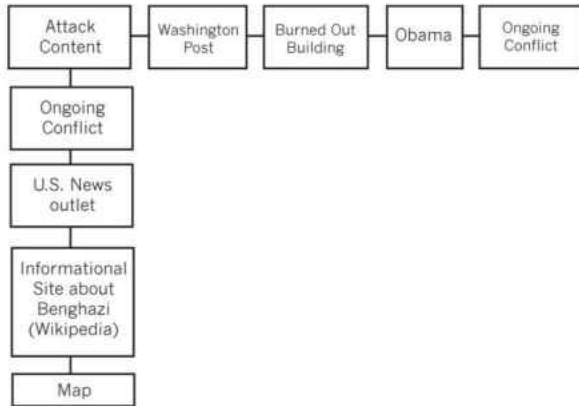 Attack
Content
Washington
Post
Burned Out
Building
Obama
Ongoing
Conflict
Ongoing
Conflict
U.S. News
outlet
Informational
Site about
Benghazi
(Wikipedia)
Map